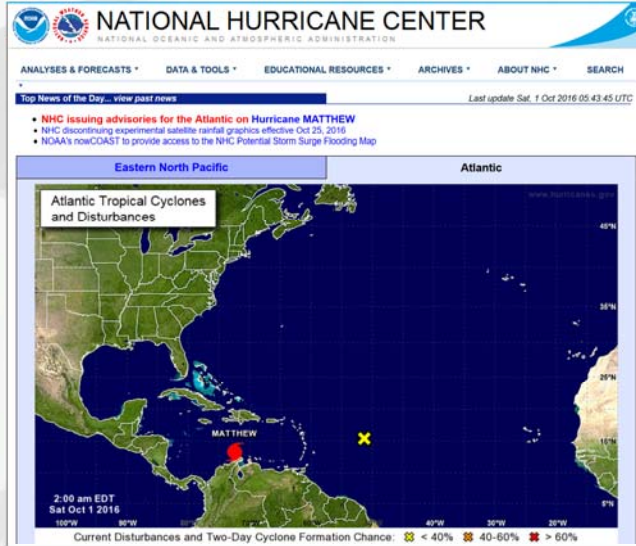 NATIONAL HURRICANE CENTER
NATIONAL OCEANIC AND ATMOSPHERIC ADMINISTRATION
ANALYSES & FORECASTS DATA & TOOLS EDUCATIONAL RESOURCES ARCHIVES ABOUT NHC SEARCH
Top News of the Day... view past news Last update Sat, 1 Oct 2016 05:43:45 UTC
• NHC issuing advisories for the Atlantic on Hurricane MATTHEW
• NHC discontinuing experimental satellite rainfall graphics effective Oct 25, 2016
• NOAA's nowCOAST to provide access to the NHC Potential Storm Surge Flooding Map
Eastern North Pacific Atlantic
Atlantic Tropical Cyclones
and Disturbances
www.hurricanes.gov
45°N
35°N
25°N
15°N
5°N
MATTHEW
2:00 am EDT
Sat Oct 1 2016
100°W 60°W 50°W 40°W 30°W 20°W
Current Disturbances and Two-Day Cyclone Formation Chance: < 40% 40-60% > 60%